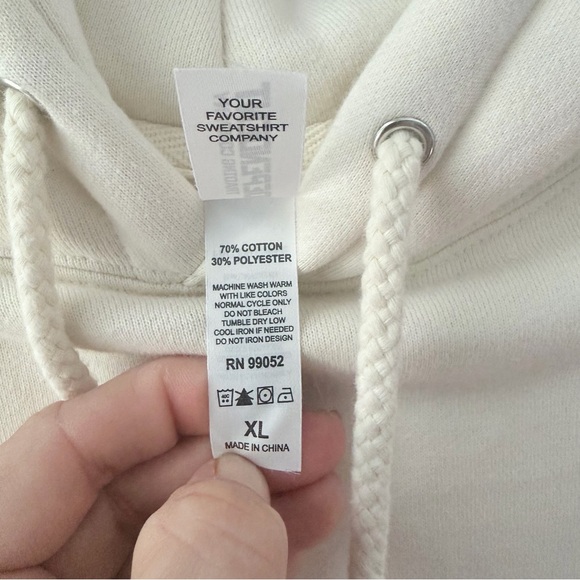 YOUR
FAVORITE
SWEATSHIRT
COMPANY
70% COTTON
30% POLYESTER
MACHINE WASH WARM
WITH LIKE COLORS
NORMAL CYCLE ONLY
DO NOT BLEACH
TUMBLE DRY LOW
COOL IRON IF NEEDED
DO NOT IRON DESIGN
RN 99052
XL
MADE IN CHINA